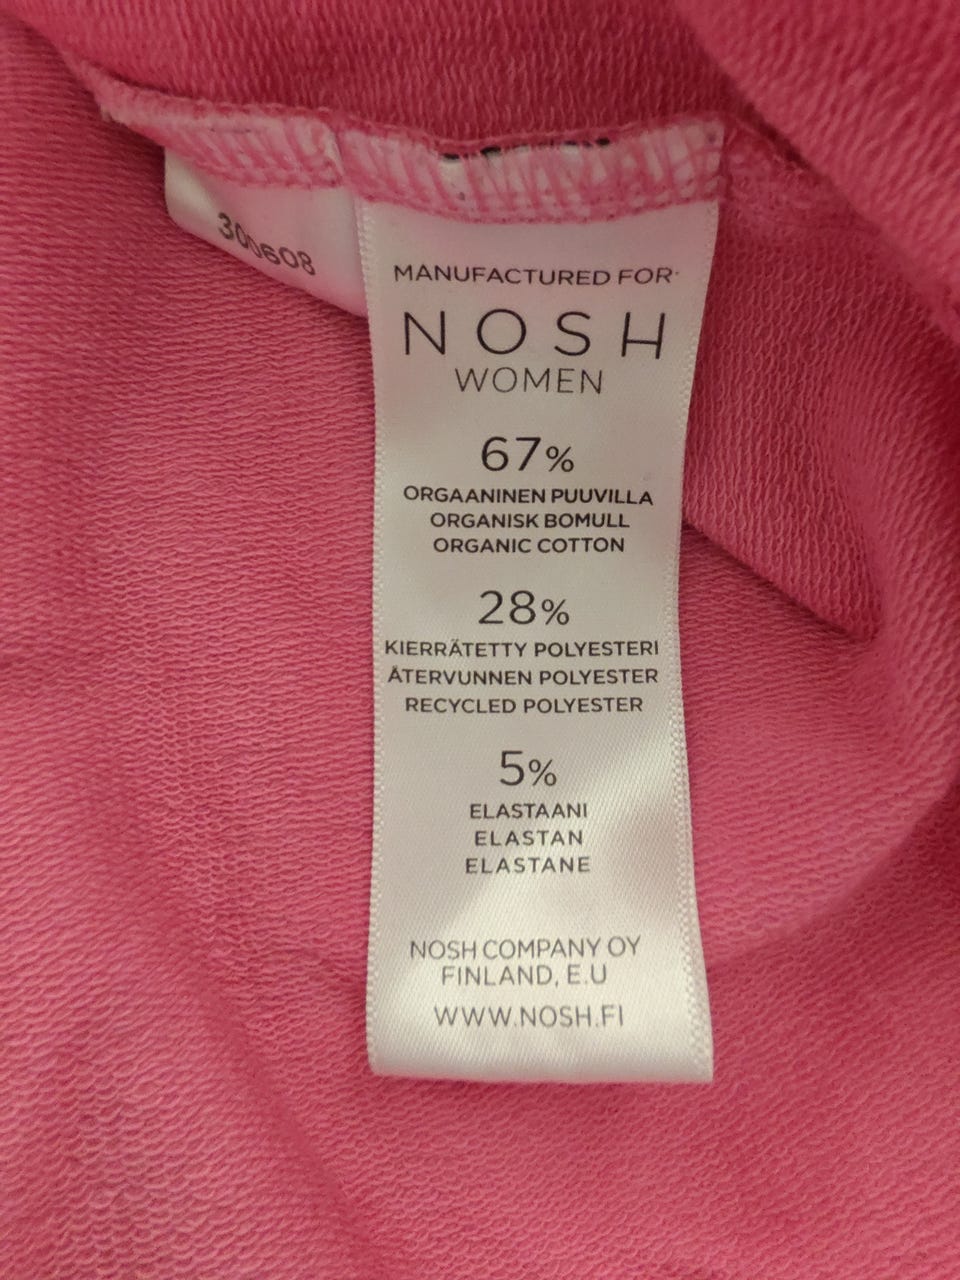 300608
MANUFACTURED FOR:
NOSH
WOMEN
67%
ORGAANINEN PUUVILLA
ORGANISK BOMULL
ORGANIC COTTON
28%
KIERRÄTETTY POLYESTERI
ÅTERVUNNEN POLYESTER
RECYCLED POLYESTER
5%
ELASTAANI
ELASTAN
ELASTANE
NOSH COMPANY OY
FINLAND, E.U
WWW.NOSH.FI